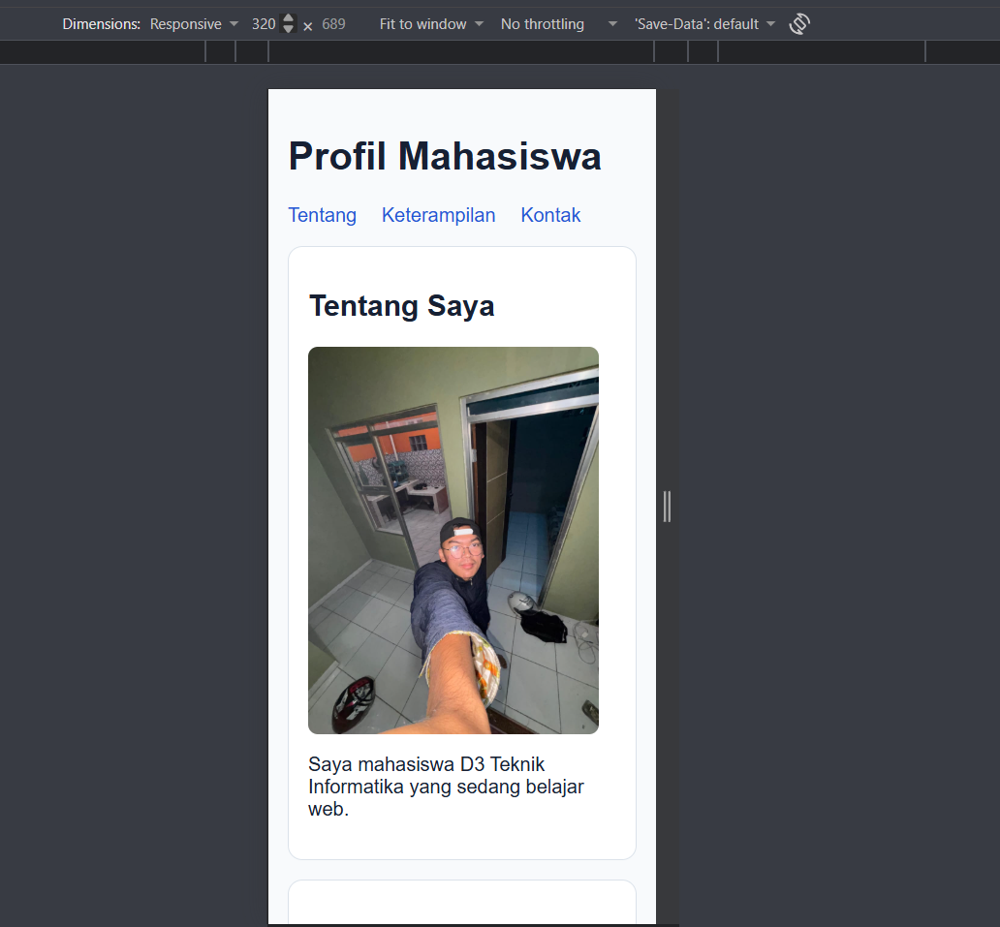 Dimensions: Responsive 320 × 689 Fit to window No throttling 'Save-Data': default
Profil Mahasiswa
Tentang Keterampilan Kontak
Tentang Saya
Saya mahasiswa D3 Teknik
Informatika yang sedang belajar
web.